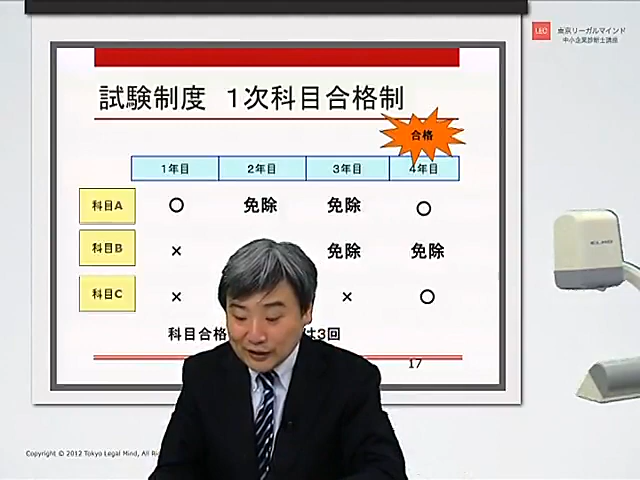 LEC 東京リーガルマインド
中小企業診断士講座
試験制度 1次科目合格制
合格
1年目 2年目 3年目 4年目
科目A ○ 免除 免除 ○
科目B × 免除 免除
科目C × × ○
科目合格 は3回
17
Copyright © 2012 Tokyo Legal Mind, All Ri